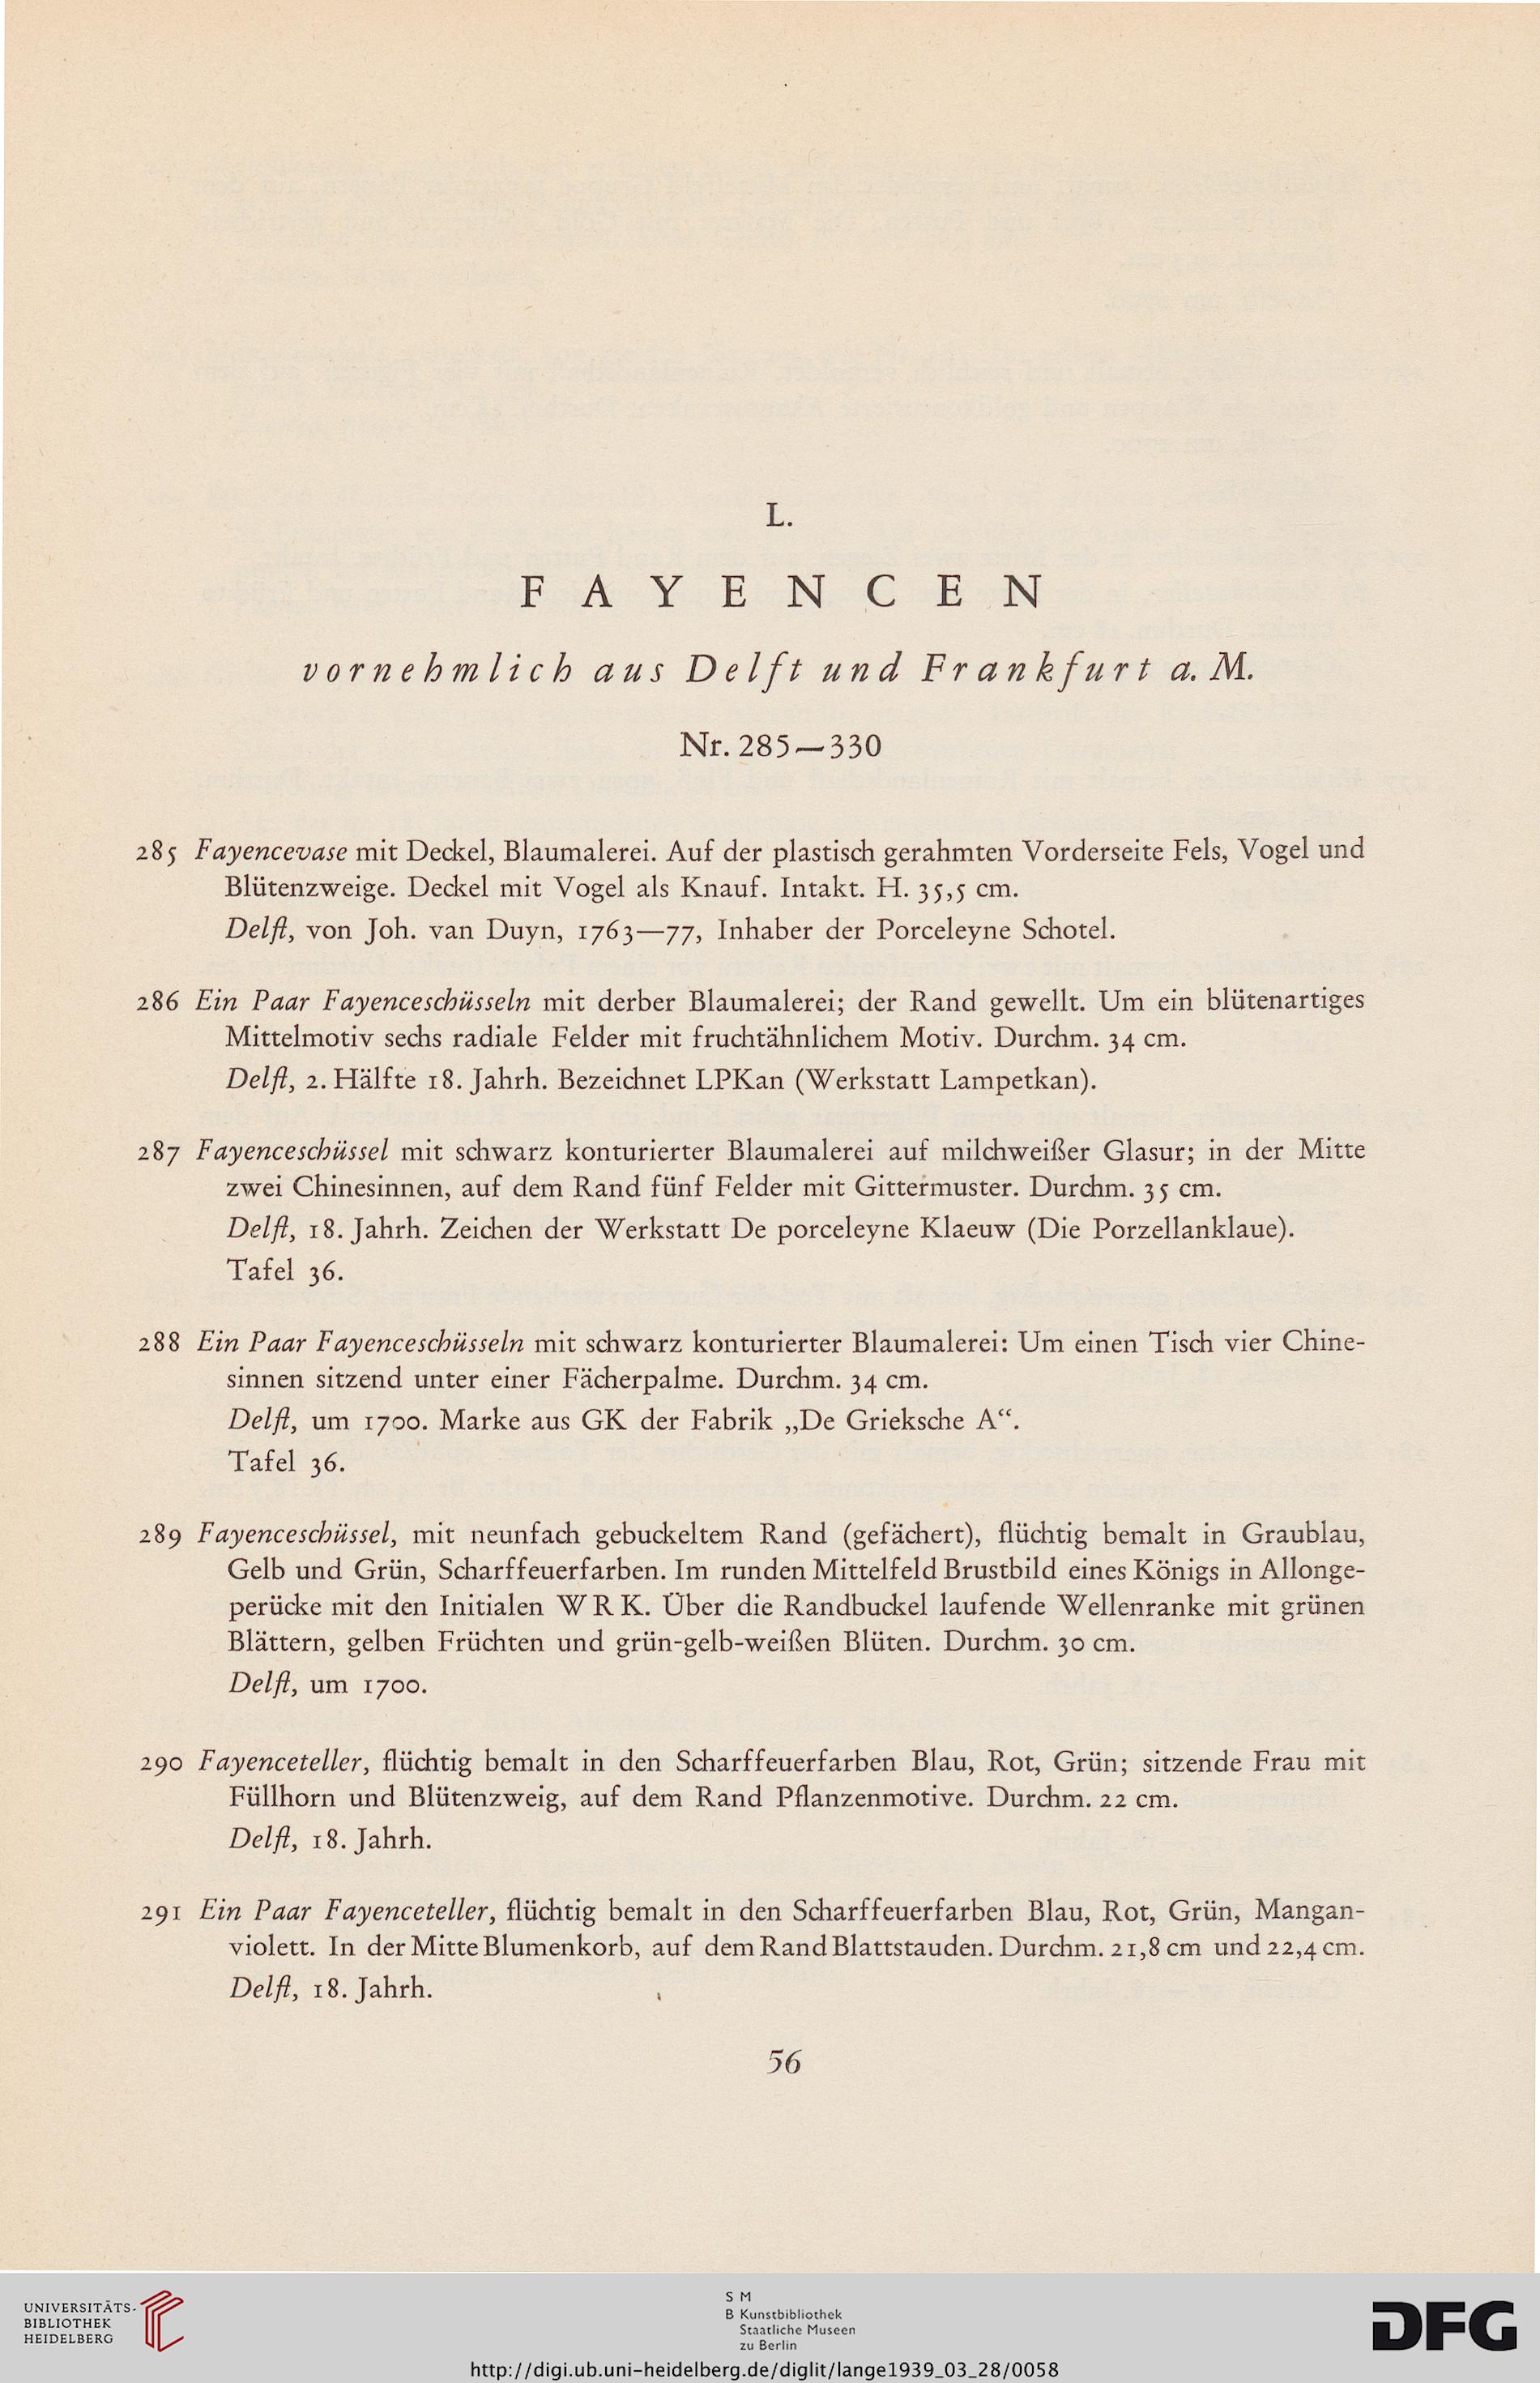 L.
FAYENCEN
vornehmlich aus Delft und Frankfurt a. M.
Nr. 285—330
285 Fayencevase mit Deckel, Blaumalerei. Auf der plastisch gerahmten Vorderseite Fels, Vogel und
Blütenzweige. Deckel mit Vogel als Knauf. Intakt. H. 35,5 cm.
Delft, von Joh. van Duyn, 1763—77, Inhaber der Porceleyne Schotel.
286 Ein Paar Fayenceschüsseln mit derber Blaumalerei; der Rand gewellt. Um ein blütenartiges
Mittelmotiv sechs radiale Felder mit fruchtähnlichem Motiv. Durchm. 34 cm.
Delft, 2. Hälfte 18. Jahrh. Bezeichnet LPKan (Werkstatt Lampetkan).
287 Fayenceschüssel mit schwarz konturierter Blaumalerei auf milchweißer Glasur; in der Mitte
zwei Chinesinnen, auf dem Rand fünf Felder mit Gittermuster. Durchm. 35 cm.
Delft, 18. Jahrh. Zeichen der Werkstatt De porceleyne Klaeuw (Die Porzellanklaue).
Tafel 36.
288 Ein Paar Fayenceschüsseln mit schwarz konturierter Blaumalerei: Um einen Tisch vier Chine-
sinnen sitzend unter einer Fächerpalme. Durchm. 34 cm.
Delft, um 1700. Marke aus GK der Fabrik „De Grieksche A“.
Tafel 36.
289 Fayenceschüssel, mit neunfach gebuckeltem Rand (gefächert), flüchtig bemalt in Graublau,
Gelb und Grün, Scharffeuerfarben. Im runden Mittelfeld Brustbild eines Königs in Allonge-
perücke mit den Initialen W R K. Über die Randbuckel laufende Wellenranke mit grünen
Blättern, gelben Früchten und grün-gelb-weißen Blüten. Durchm. 30 cm.
Delft, um 1700.
290 Fayenceteller, flüchtig bemalt in den Scharffeuerfarben Blau, Rot, Grün; sitzende Frau mit
Füllhorn und Blütenzweig, auf dem Rand Pflanzenmotive. Durchm. 22 cm.
Delft, 18. Jahrh.
291 Ein Paar Fayenceteller, flüchtig bemalt in den Scharffeuerfarben Blau, Rot, Grün, Mangan-
violett. In der Mitte Blumenkorb, auf dem Rand Blattstauden. Durchm. 21,8 cm und 22,4 cm.
Delft, 18. Jahrh.
56
UNIVERSITÄTS-
BIBLIOTHEK
HEIDELBERG
S M
B Kunstbibliothek
Staatliche Museen
zu Berlin
DFG
http://digi.ub.uni-heidelberg.de/diglit/lange1939_03_28/0058